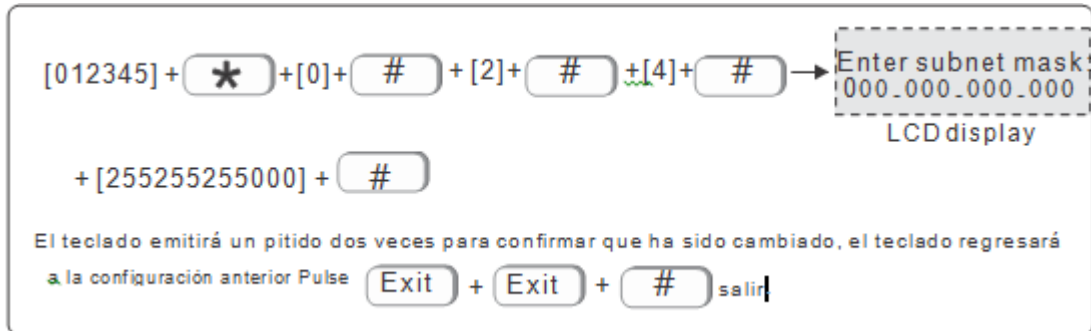 [012345] + * +[0]+ # + [2]+ # +[4]+ # → Enter subnet mask:
000.000.000.000
LCD display
+ [255255255000] + #
El teclado emitirá un pitido dos veces para confirmar que ha sido cambiado, el teclado regresará
a la configuración anterior Pulse Exit + Exit + # salir.